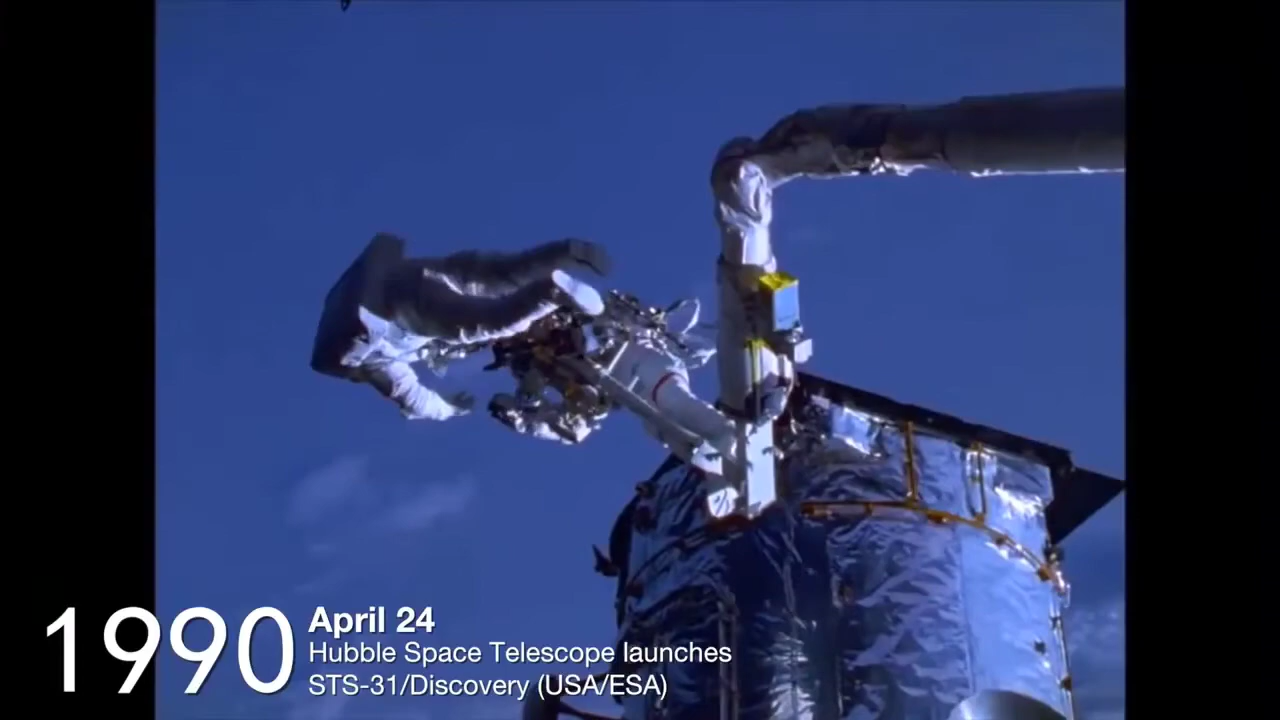 1990
April 24
Hubble Space Telescope launches
STS-31/Discovery (USA/ESA)